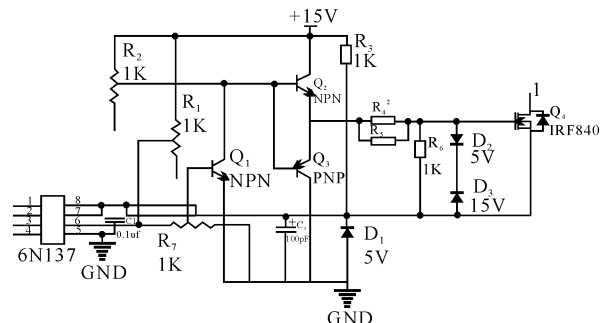 +15V
R2
1K
R3
1K
Q2
NPN
R1
1K
R4 2
R5
1
Q4
IRF840
Q1
NPN
Q3
PNP
R6
1K
D2
5V
D3
15V
1
2
3
4
8
7
6
5
C1
0.1uf
6N137
GND
R7
1K
+
100pF
D1
5V
GND